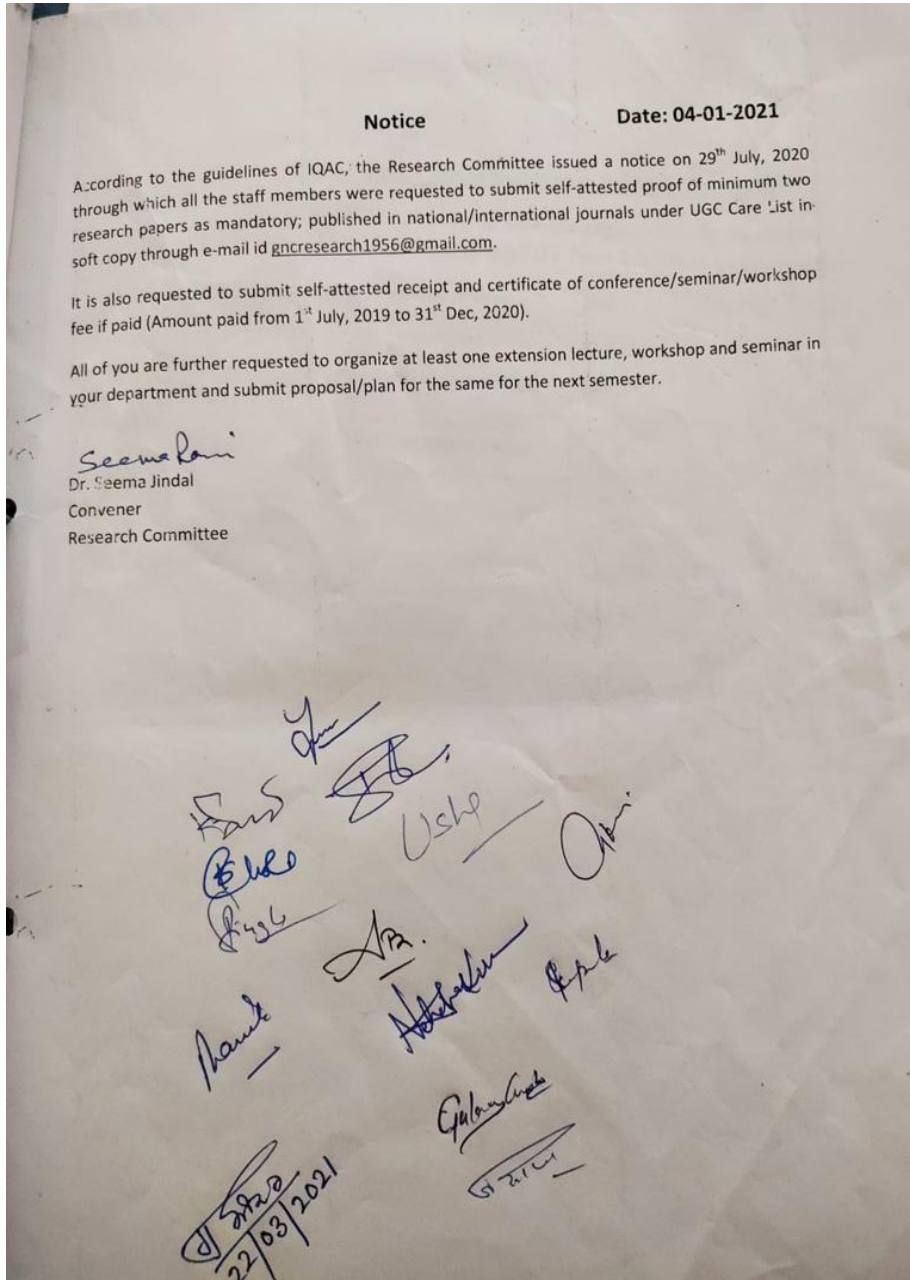 Notice Date: 04-01-2021
According to the guidelines of IQAC, the Research Committee issued a notice on 29th July, 2020
through which all the staff members were requested to submit self-attested proof of minimum two
research papers as mandatory; published in national/international journals under UGC Care List in
soft copy through e-mail id gncresearch1956@gmail.com.
It is also requested to submit self-attested receipt and certificate of conference/seminar/workshop
fee if paid (Amount paid from 1st July, 2019 to 31st Dec, 2020).
All of you are further requested to organize at least one extension lecture, workshop and seminar in
your department and submit proposal/plan for the same for the next semester.
Seema Rani
Dr. Seema Jindal
Convener
Research Committee
22/03/2021